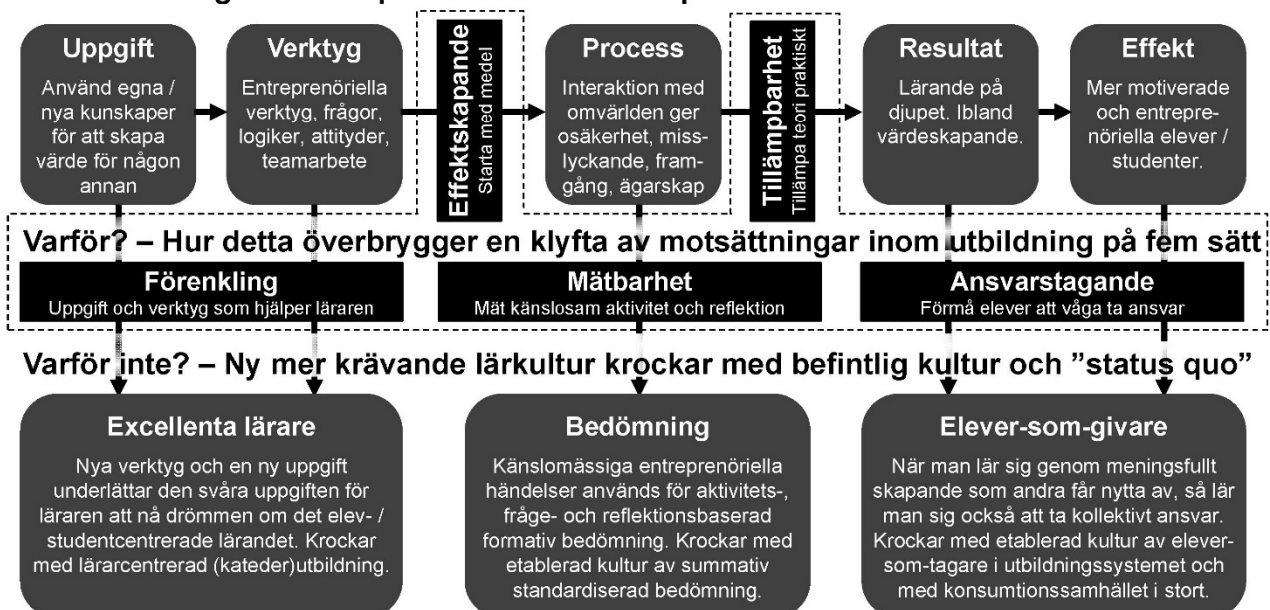 Uppgift
Använd egna /
nya kunskaper
för att skapa
värde för någon
annan
Verktyg
Entreprenöriella
verktyg, frågor,
logiker, attityder,
teamarbete
Effektskapande
Starta med medel
Process
Interaktion med
omvärlden ger
osäkerhet, miss-
lyckande, fram-
gång, ägarskap
Tillämpbarhet
Tillämpa teori praktiskt
Resultat
Lärande på
djupet. Ibland
värdeskapande.
Effekt
Mer motiverade
och entrepre-
nöriella elever /
studenter.
Varför? – Hur detta överbrygger en klyfta av motsättningar inom utbildning på fem sätt
Förenkling
Uppgift och verktyg som hjälper läraren
Mätbarhet
Mät känslosam aktivitet och reflektion
Ansvarstagande
Förmå elever att våga ta ansvar
Varför inte? – Ny mer krävande lärkultur krockar med befintlig kultur och ”status quo”
Excellenta lärare
Nya verktyg och en ny uppgift
underlättar den svåra uppgiften för
läraren att nå drömmen om det elev- /
studentcentrerade lärandet. Krockar
med lärarcentrerad (kateder)utbildning.
Bedömning
Känslomässiga entreprenöriella
händelser används för aktivitets-,
fråge- och reflektionsbaserad
formativ bedömning. Krockar med
etablerad kultur av summativ
standardiserad bedömning.
Elever-som-givare
När man lär sig genom meningsfullt
skapande som andra får nytta av, så lär
man sig också att ta kollektivt ansvar.
Krockar med etablerad kultur av elever-
som-tagare i utbildningssystemet och
med konsumtionssamhället i stort.